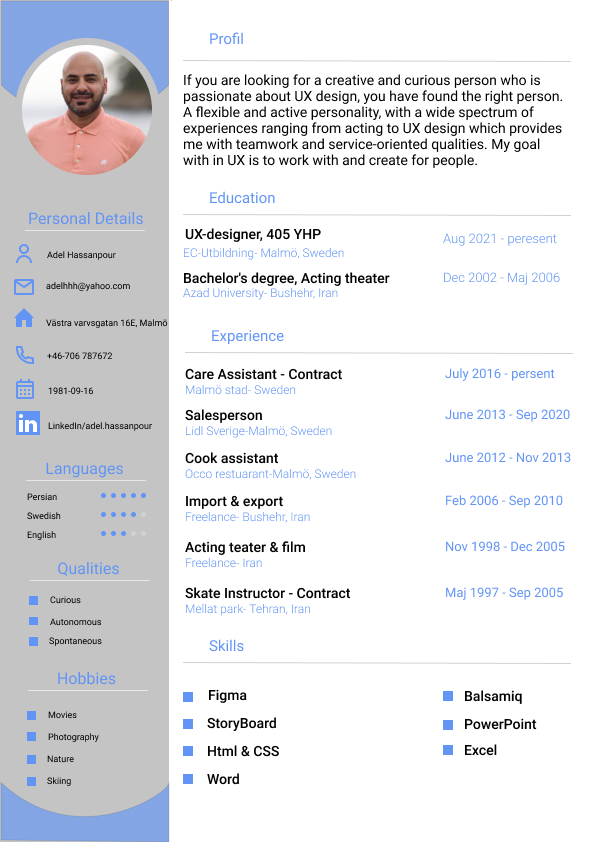 Personal Details
Adel Hassanpour
adelhhh@yahoo.com
Västra varvsgatan 16E, Malmö
+46-706 787672
1981-09-16
in LinkedIn/adel.hassanpour
Languages
Persian
Swedish
English
Qualities
Curious
Autonomous
Spontaneous
Hobbies
Movies
Photography
Nature
Skiing
Profil
If you are looking for a creative and curious person who is
passionate about UX design, you have found the right person.
A flexible and active personality, with a wide spectrum of
experiences ranging from acting to UX design which provides
me with teamwork and service-oriented qualities. My goal
with in UX is to work with and create for people.
Education
UX-designer, 405 YHP Aug 2021 - peresent
EC-Utbildning- Malmö, Sweden
Bachelor's degree, Acting theater Dec 2002 - Maj 2006
Azad University- Bushehr, Iran
Experience
Care Assistant - Contract July 2016 - persent
Malmö stad- Sweden
Salesperson June 2013 - Sep 2020
Lidl Sverige-Malmö, Sweden
Cook assistant June 2012 - Nov 2013
Occo restuarant-Malmö, Sweden
Import & export Feb 2006 - Sep 2010
Freelance- Bushehr, Iran
Acting teater & film Nov 1998 - Dec 2005
Freelance- Iran
Skate Instructor - Contract Maj 1997 - Sep 2005
Mellat park- Tehran, Iran
Skills
Figma Balsamiq
StoryBoard PowerPoint
Html & CSS Excel
Word